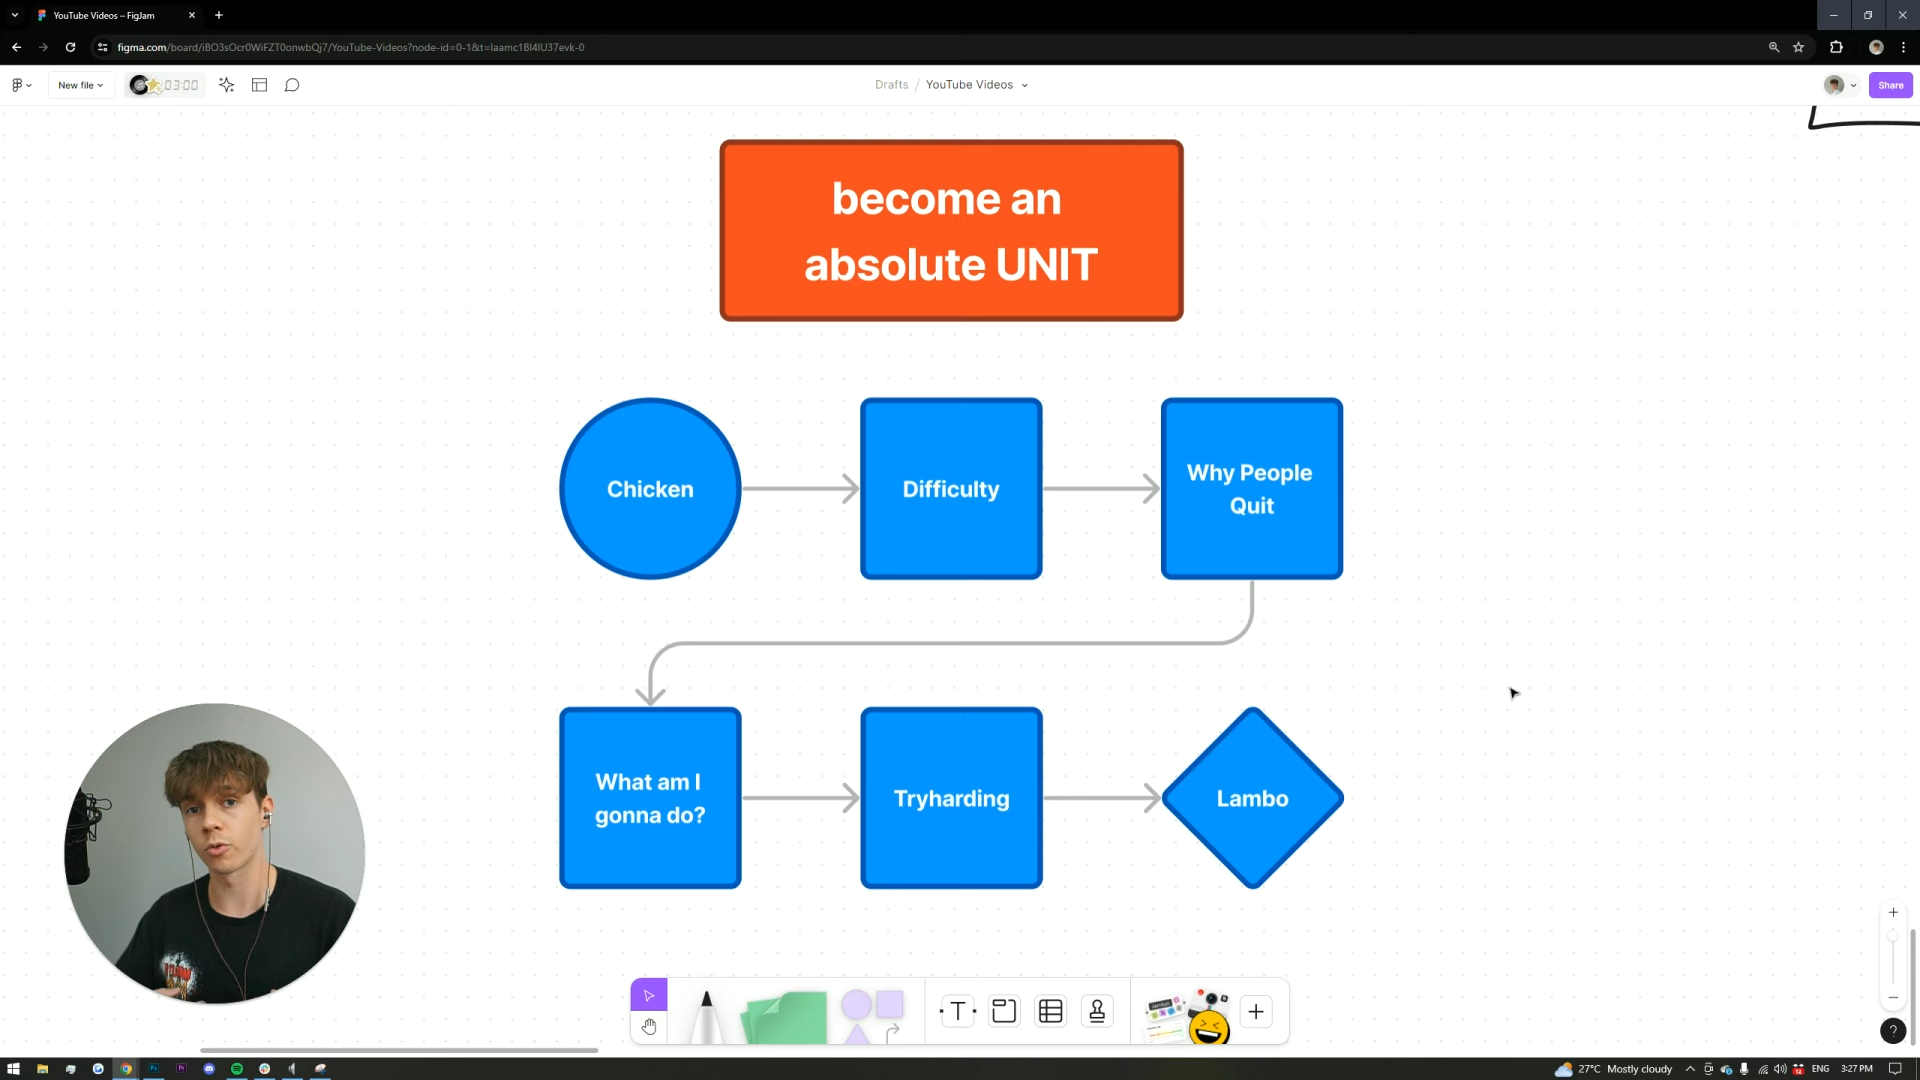 YouTube Videos – FigJam
figma.com/board/iBO3sOcr0WiFZT0onwbQj7/YouTube-Videos?node-id=0-1&t=Iaamc1Bl4IU37evk-0
New file
03:00
Drafts / YouTube Videos
Share
become an
absolute UNIT
Chicken
Difficulty
Why People
Quit
What am I
gonna do?
Tryharding
Lambo
T
?
27°C Mostly cloudy
ENG
3:27 PM